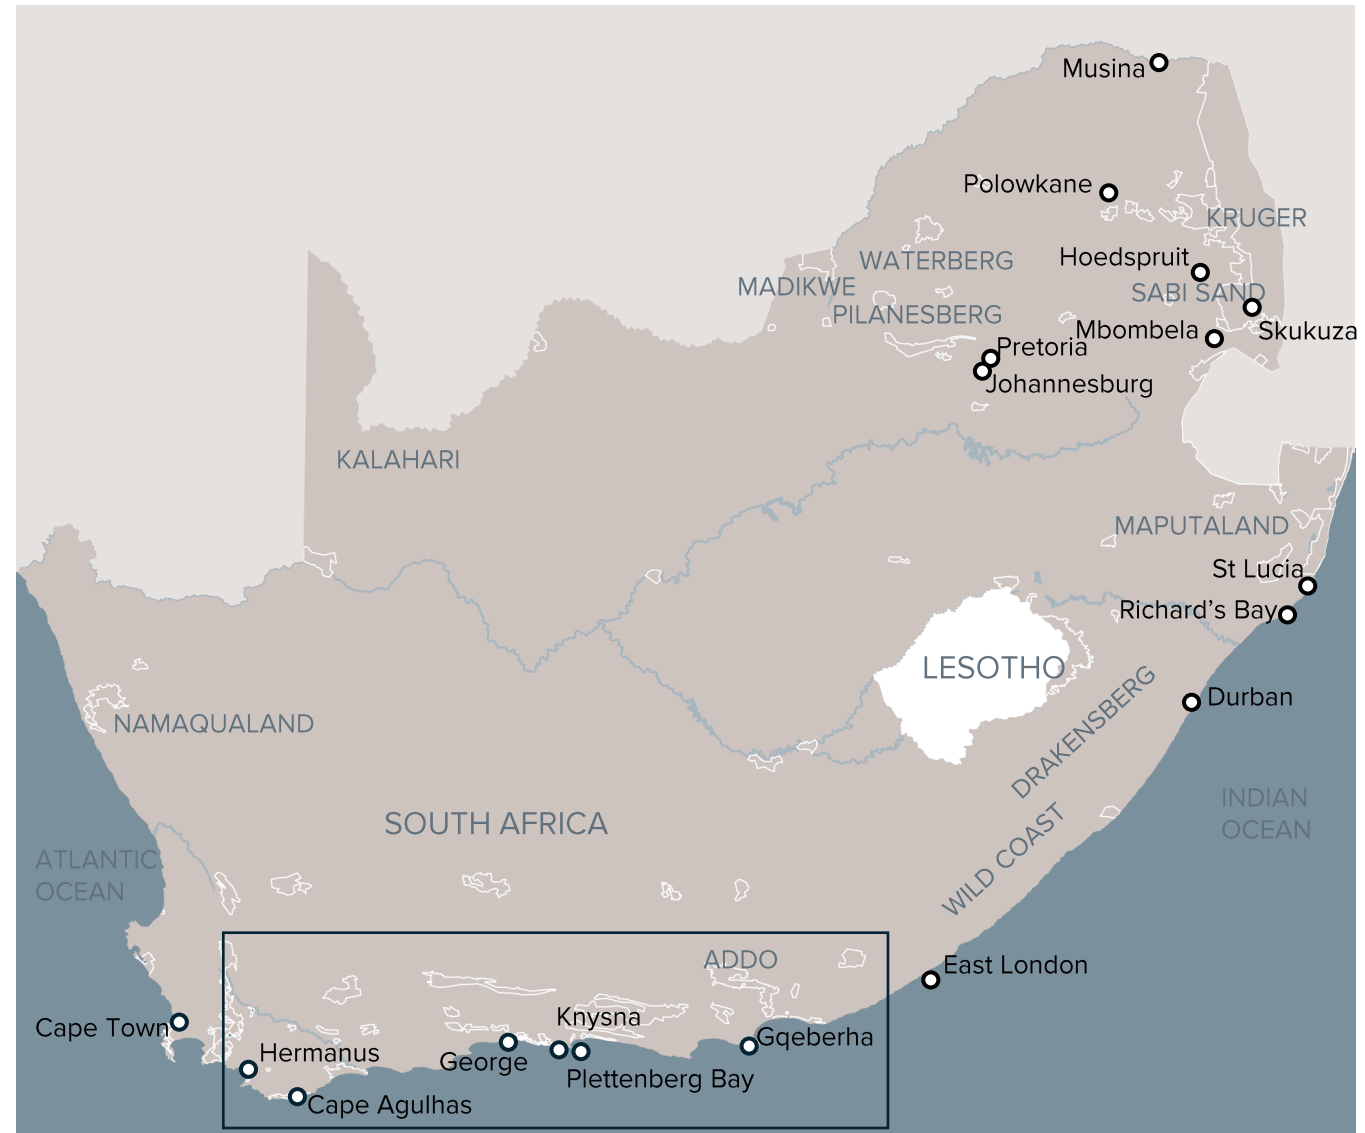 Musina
Polowkane
KRUGER
Hoedspruit
WATERBERG
MADIKWE
SABI SAND
PILANESBERG
Mbombela
Skukuza
Pretoria
Johannesburg
KALAHARI
MAPUTALAND
St Lucia
Richard's Bay
LESOTHO
Durban
NAMAQUALAND
DRAKENSBERG
SOUTH AFRICA
INDIAN
OCEAN
WILD COAST
ATLANTIC
OCEAN
ADDO
East London
Knysna
Cape Town
Gqeberha
Hermanus
George
Plettenberg Bay
Cape Agulhas